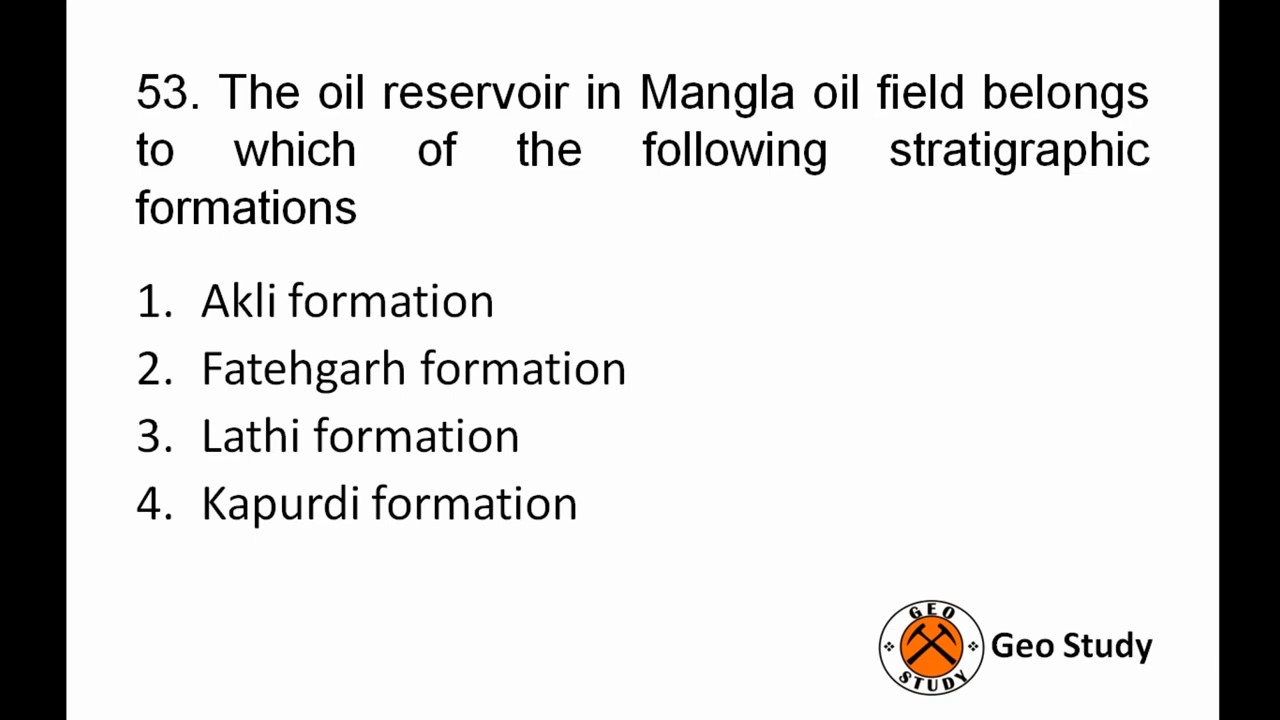 53. The oil reservoir in Mangla oil field belongs
to which of the following stratigraphic
formations
1. Akli formation
2. Fatehgarh formation
3. Lathi formation
4. Kapurdi formation
GEO
STUDY
Geo Study